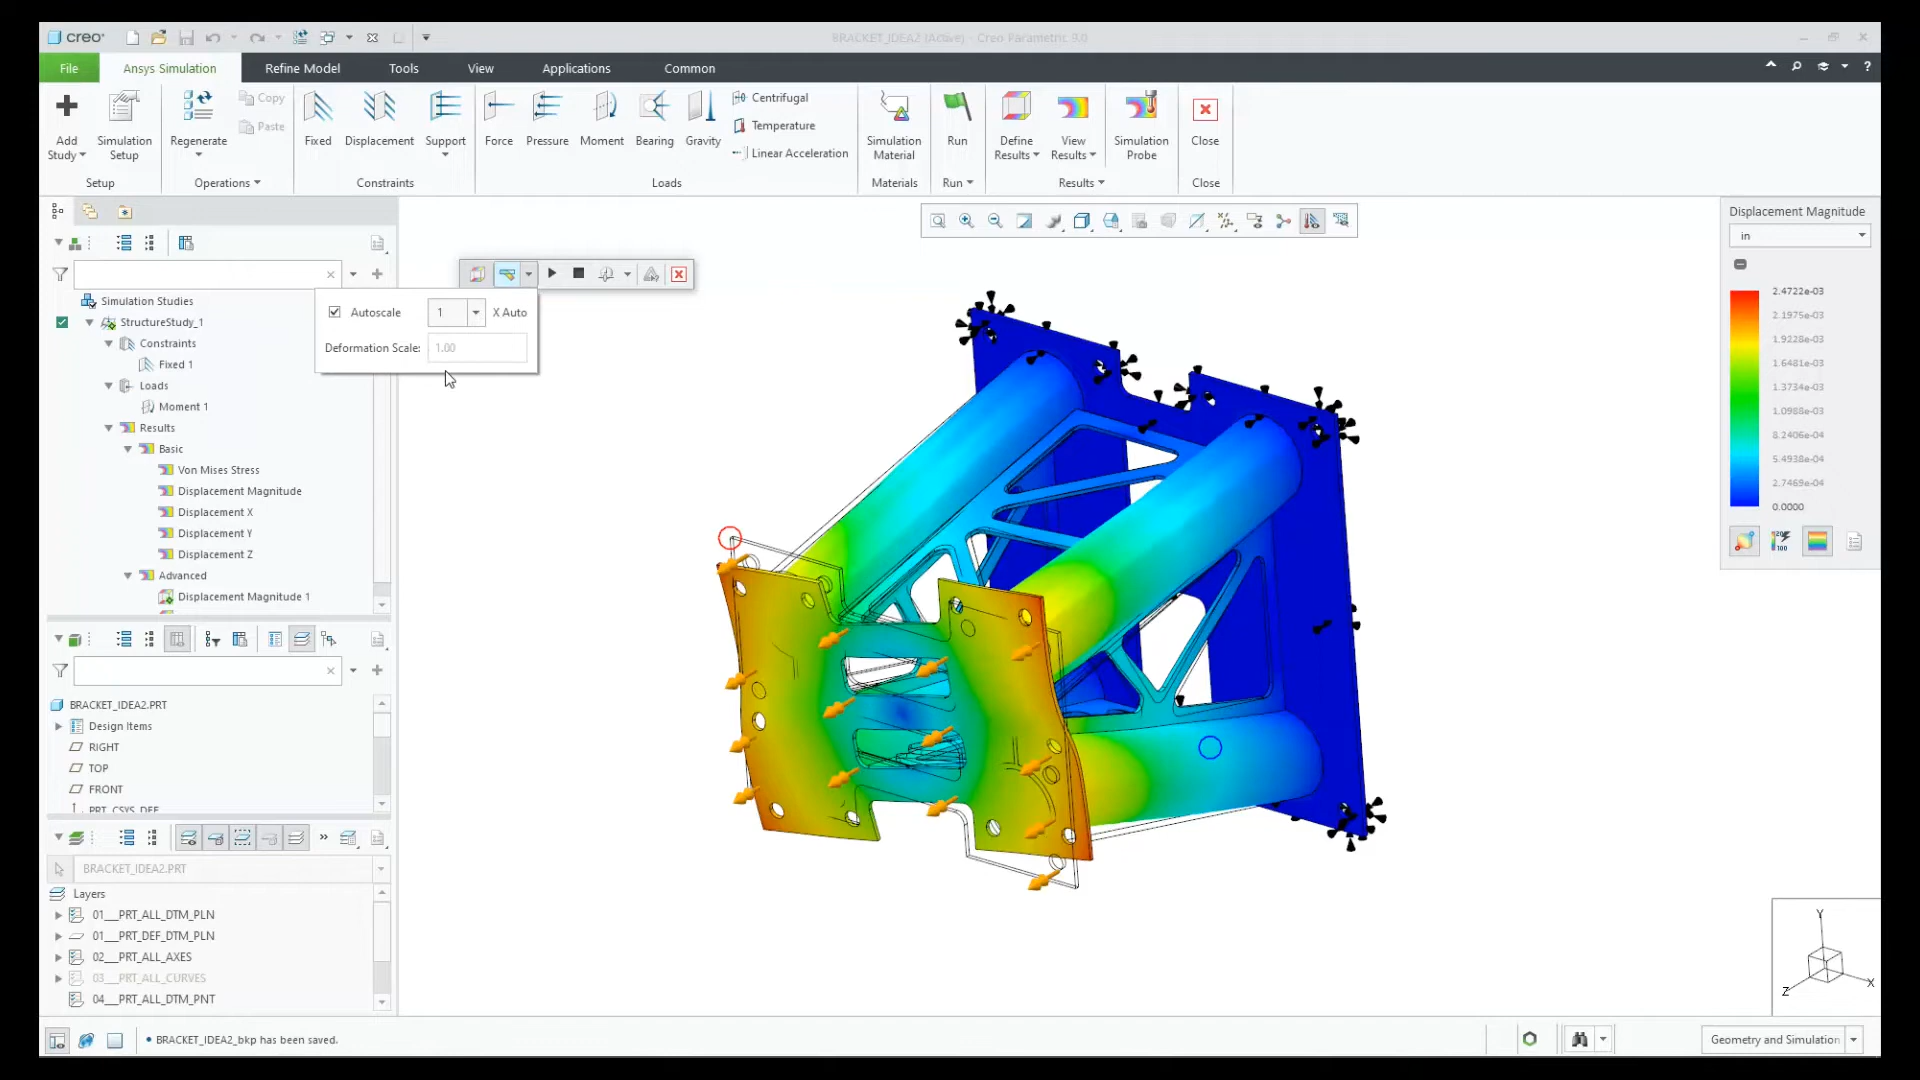 creo
BRACKET_IDEA2 (Active) - Creo Parametric 9.0
File
Ansys Simulation
Refine Model
Tools
View
Applications
Common
?
Add Study
Simulation Setup
Regenerate
Copy
Paste
Fixed
Displacement
Support
Force
Pressure
Moment
Bearing
Gravity
Centrifugal
Temperature
Linear Acceleration
Simulation Material
Run
Define Results
View Results
Simulation Probe
Close
Setup
Operations
Constraints
Loads
Materials
Run
Results
Close
Autoscale
1
X Auto
Deformation Scale:
1.00
Simulation Studies
StructureStudy_1
Constraints
Fixed 1
Loads
Moment 1
Results
Basic
Von Mises Stress
Displacement Magnitude
Displacement X
Displacement Y
Displacement Z
Advanced
Displacement Magnitude 1
BRACKET_IDEA2.PRT
Design Items
RIGHT
TOP
FRONT
PRT_CSYS_DEF
BRACKET_IDEA2.PRT
Layers
01___PRT_ALL_DTM_PLN
01___PRT_DEF_DTM_PLN
02___PRT_ALL_AXES
03___PRT_ALL_CURVES
04___PRT_ALL_DTM_PNT
Displacement Magnitude
in
2.4722e-03
2.1975e-03
1.9228e-03
1.6481e-03
1.3734e-03
1.0988e-03
8.2406e-04
5.4938e-04
2.7469e-04
0.0000
Y
X
Z
BRACKET_IDEA2_bkp has been saved.
Geometry and Simulation